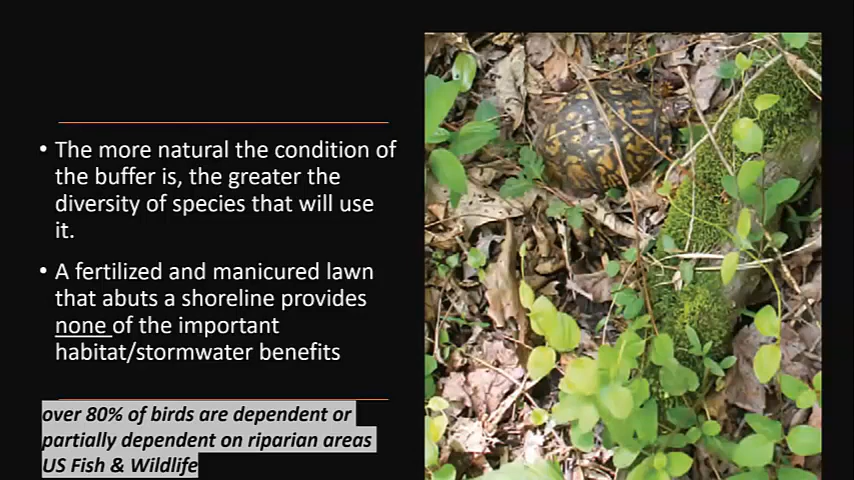 • The more natural the condition of
the buffer is, the greater the
diversity of species that will use
it.
• A fertilized and manicured lawn
that abuts a shoreline provides
none of the important
habitat/stormwater benefits
over 80% of birds are dependent or
partially dependent on riparian areas
US Fish & Wildlife